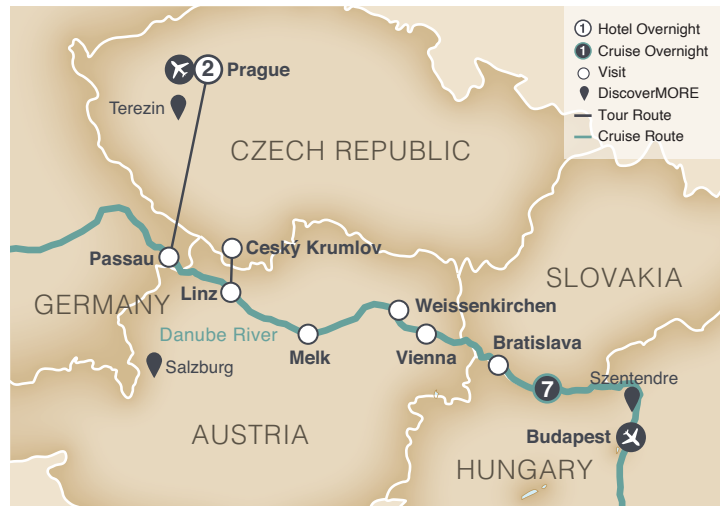 1 Hotel Overnight
1 Cruise Overnight
Visit
DiscoverMORE
Tour Route
Cruise Route
2 Prague
Terezin
CZECH REPUBLIC
Český Krumlov
Passau
SLOVAKIA
Linz
GERMANY
Weissenkirchen
Danube River
Melk
Vienna
Bratislava
Salzburg
7
Szentendre
AUSTRIA
Budapest
HUNGARY